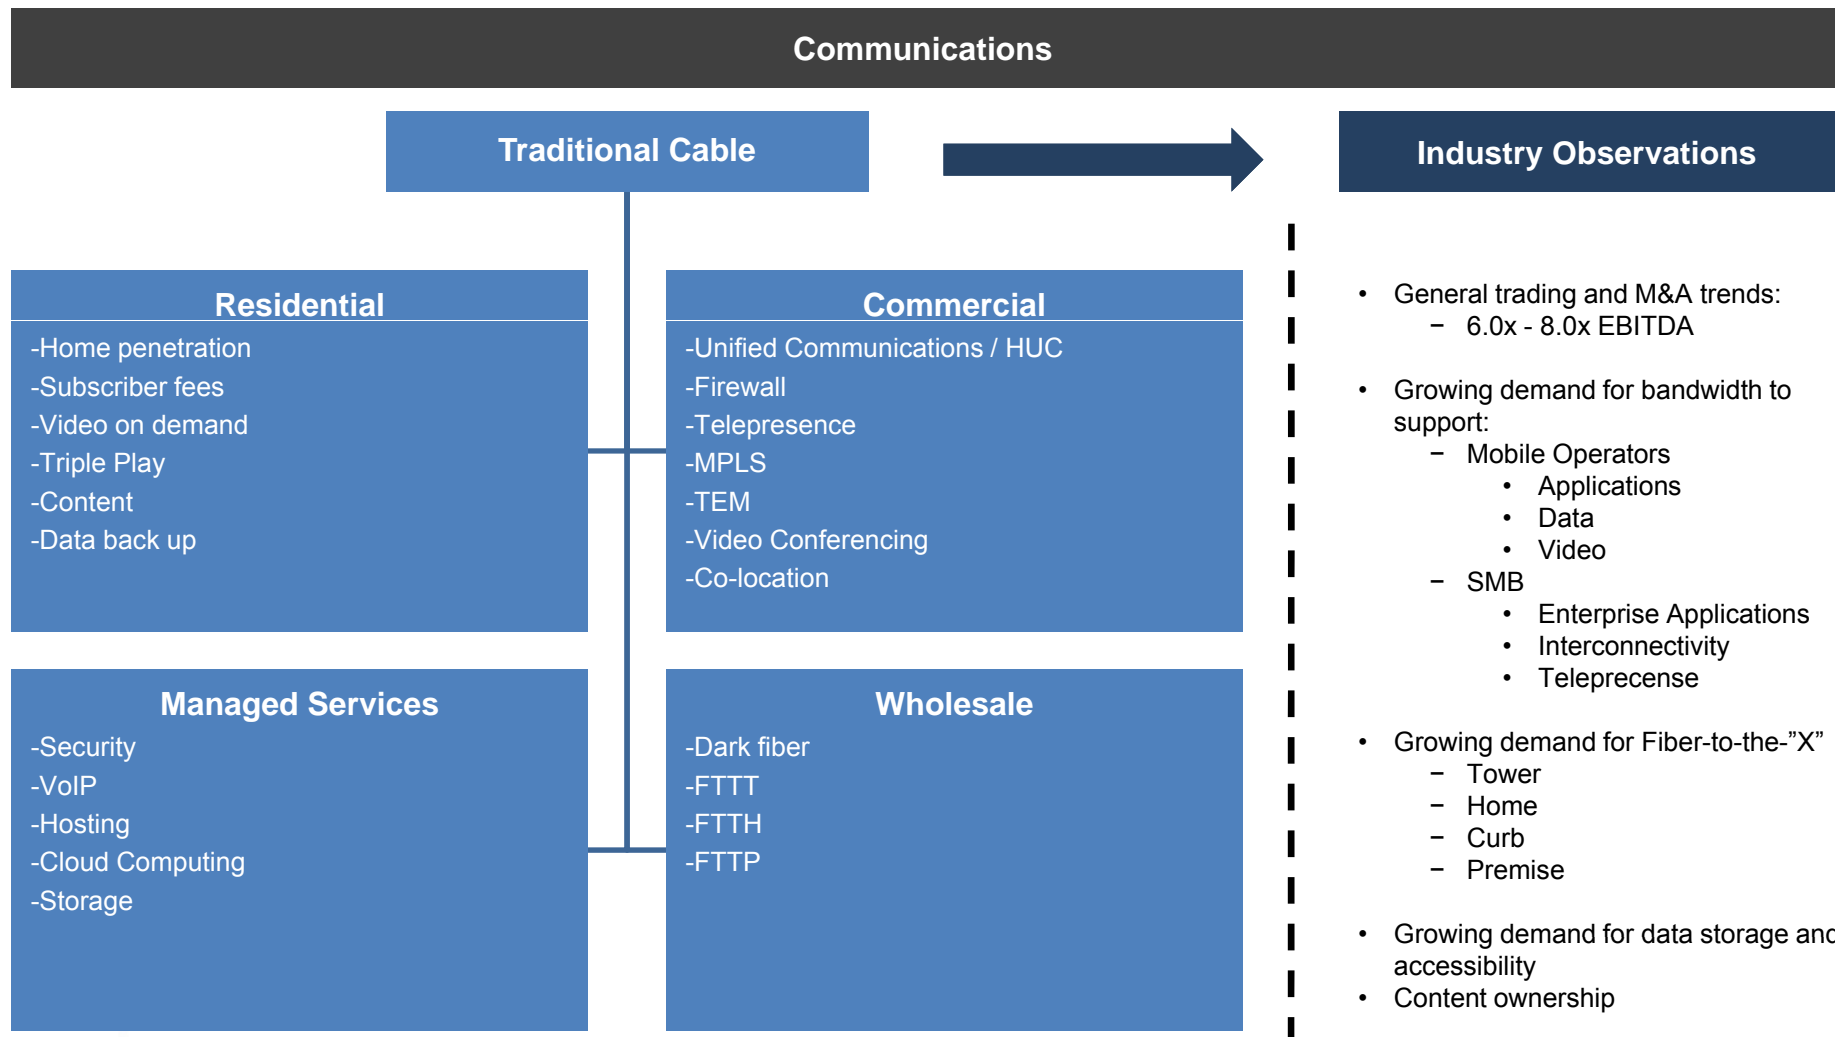 Communications
Traditional Cable
Industry Observations
Residential
-Home penetration
-Subscriber fees
-Video on demand
-Triple Play
-Content
-Data back up
Commercial
-Unified Communications / HUC
-Firewall
-Telepresence
-MPLS
-TEM
-Video Conferencing
-Co-location
Managed Services
-Security
-VoIP
-Hosting
-Cloud Computing
-Storage
Wholesale
-Dark fiber
-FTTT
-FTTH
-FTTP
• General trading and M&A trends:
− 6.0x - 8.0x EBITDA
• Growing demand for bandwidth to
support:
− Mobile Operators
• Applications
• Data
• Video
− SMB
• Enterprise Applications
• Interconnectivity
• Teleprecense
• Growing demand for Fiber-to-the-”X”
− Tower
− Home
− Curb
− Premise
• Growing demand for data storage and
accessibility
• Content ownership